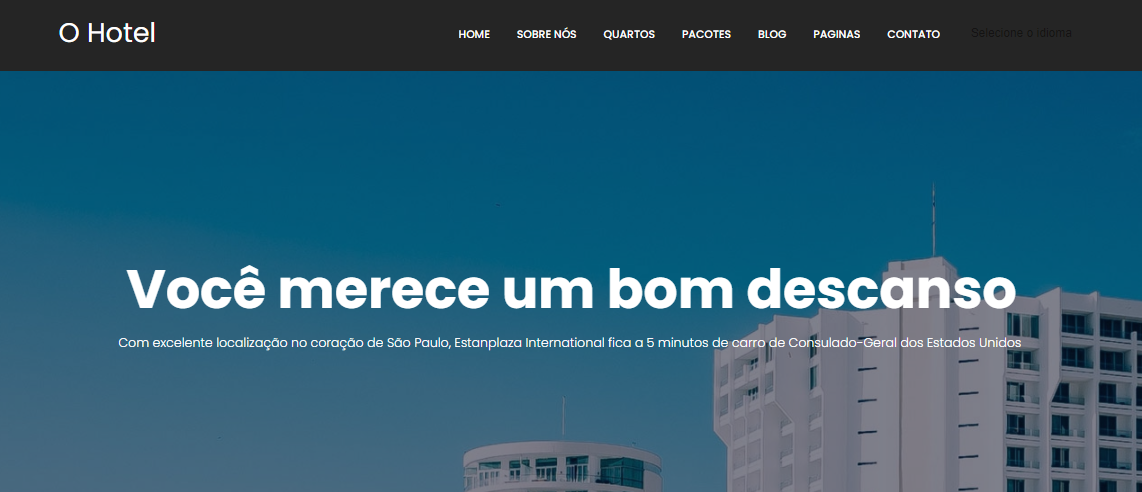 O Hotel
HOME SOBRE NÓS QUARTOS PACOTES BLOG PAGINAS CONTATO Selecione o idioma
Você merece um bom descanso
Com excelente localização no coração de São Paulo, Estanplaza International fica a 5 minutos de carro de Consulado-Geral dos Estados Unidos